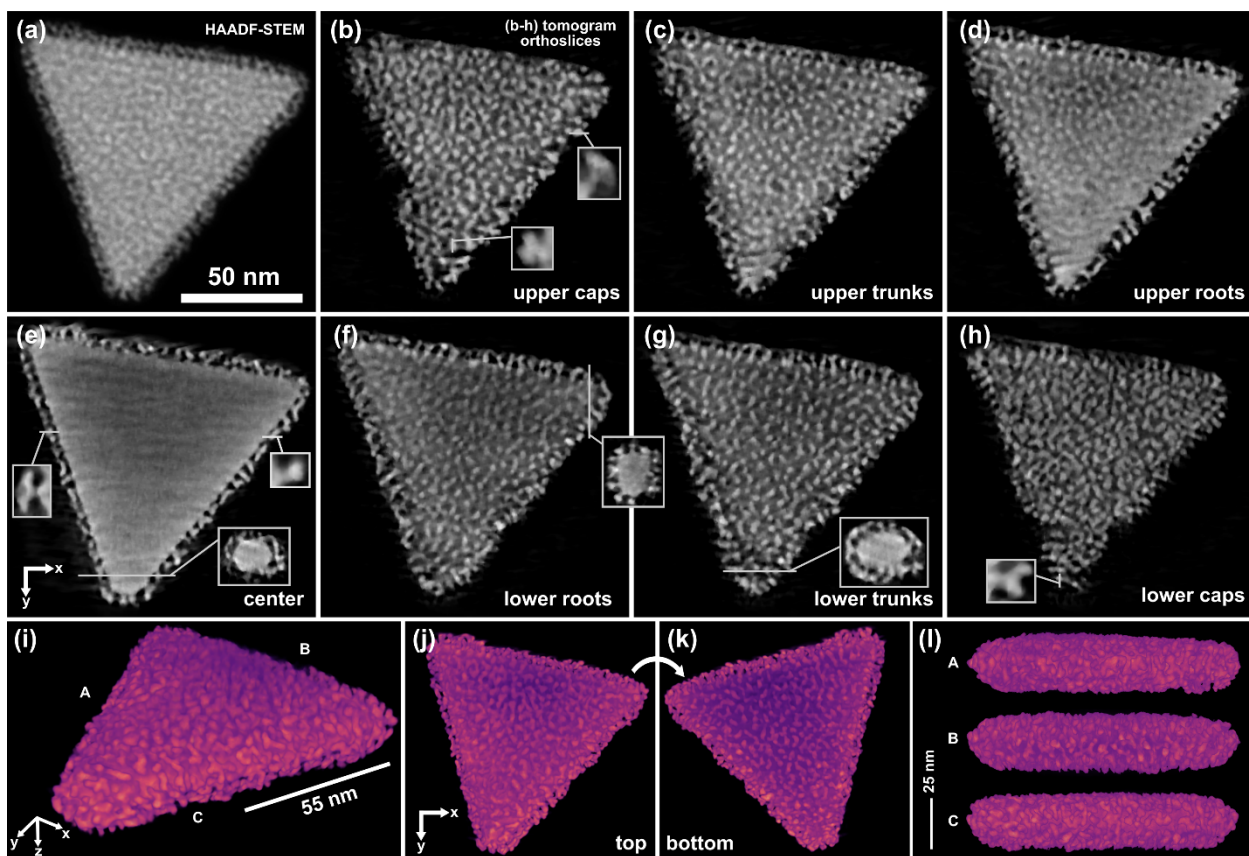 (a)
HAADF-STEM
50 nm
(b)
(b-h) tomogram
orthoslices
upper caps
(c)
upper trunks
(d)
upper roots
(e)
x
y
center
(f)
lower roots
(g)
lower trunks
(h)
lower caps
(i)
B
A
C
55 nm
y
z
x
(j)
x
y
top
(k)
bottom
(l)
A
B
C
25 nm